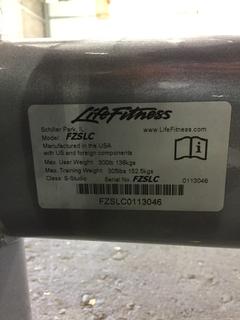 LifeFitness
Schiller Park, IL www.LifeFitness.com
Model: FZSLC
Manufactured in the USA
with US and foreign components
Max. User Weight: 300lb 136kgs
Max. Training Weight: 305lbs 152.5kgs
Class: S-Studio Serial No. FZSLC 0113046
FZSLC0113046